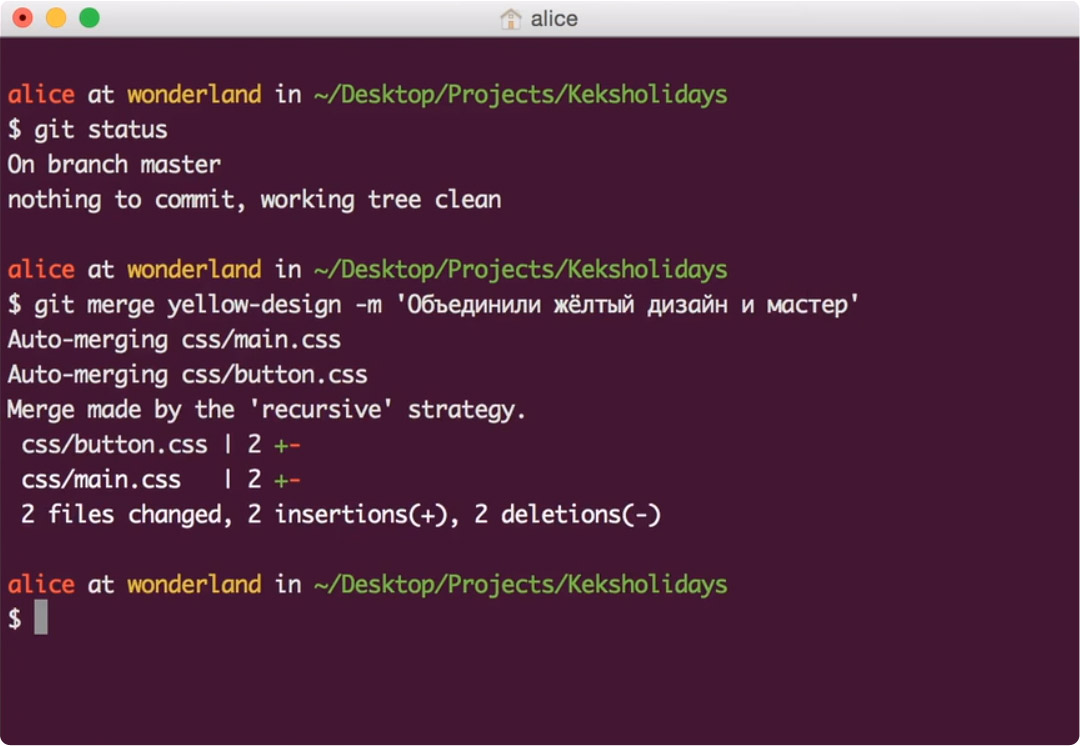 alice
alice at wonderland in ~/Desktop/Projects/Keksholidays
$ git status
On branch master
nothing to commit, working tree clean
alice at wonderland in ~/Desktop/Projects/Keksholidays
$ git merge yellow-design -m 'Объединили жёлтый дизайн и мастер'
Auto-merging css/main.css
Auto-merging css/button.css
Merge made by the 'recursive' strategy.
 css/button.css | 2 +-
 css/main.css   | 2 +-
 2 files changed, 2 insertions(+), 2 deletions(-)
alice at wonderland in ~/Desktop/Projects/Keksholidays
$